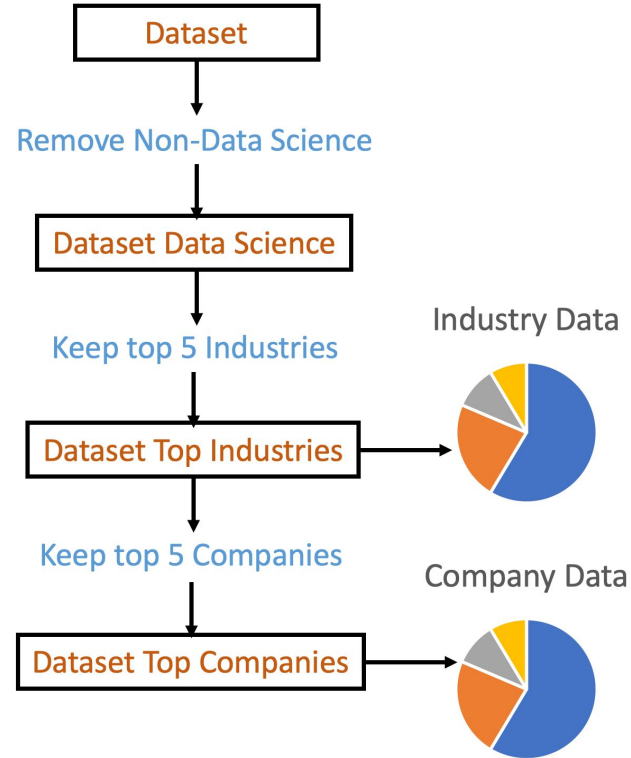 Dataset
Remove Non-Data Science
Dataset Data Science
Keep top 5 Industries
Industry Data
Dataset Top Industries
Keep top 5 Companies
Company Data
Dataset Top Companies